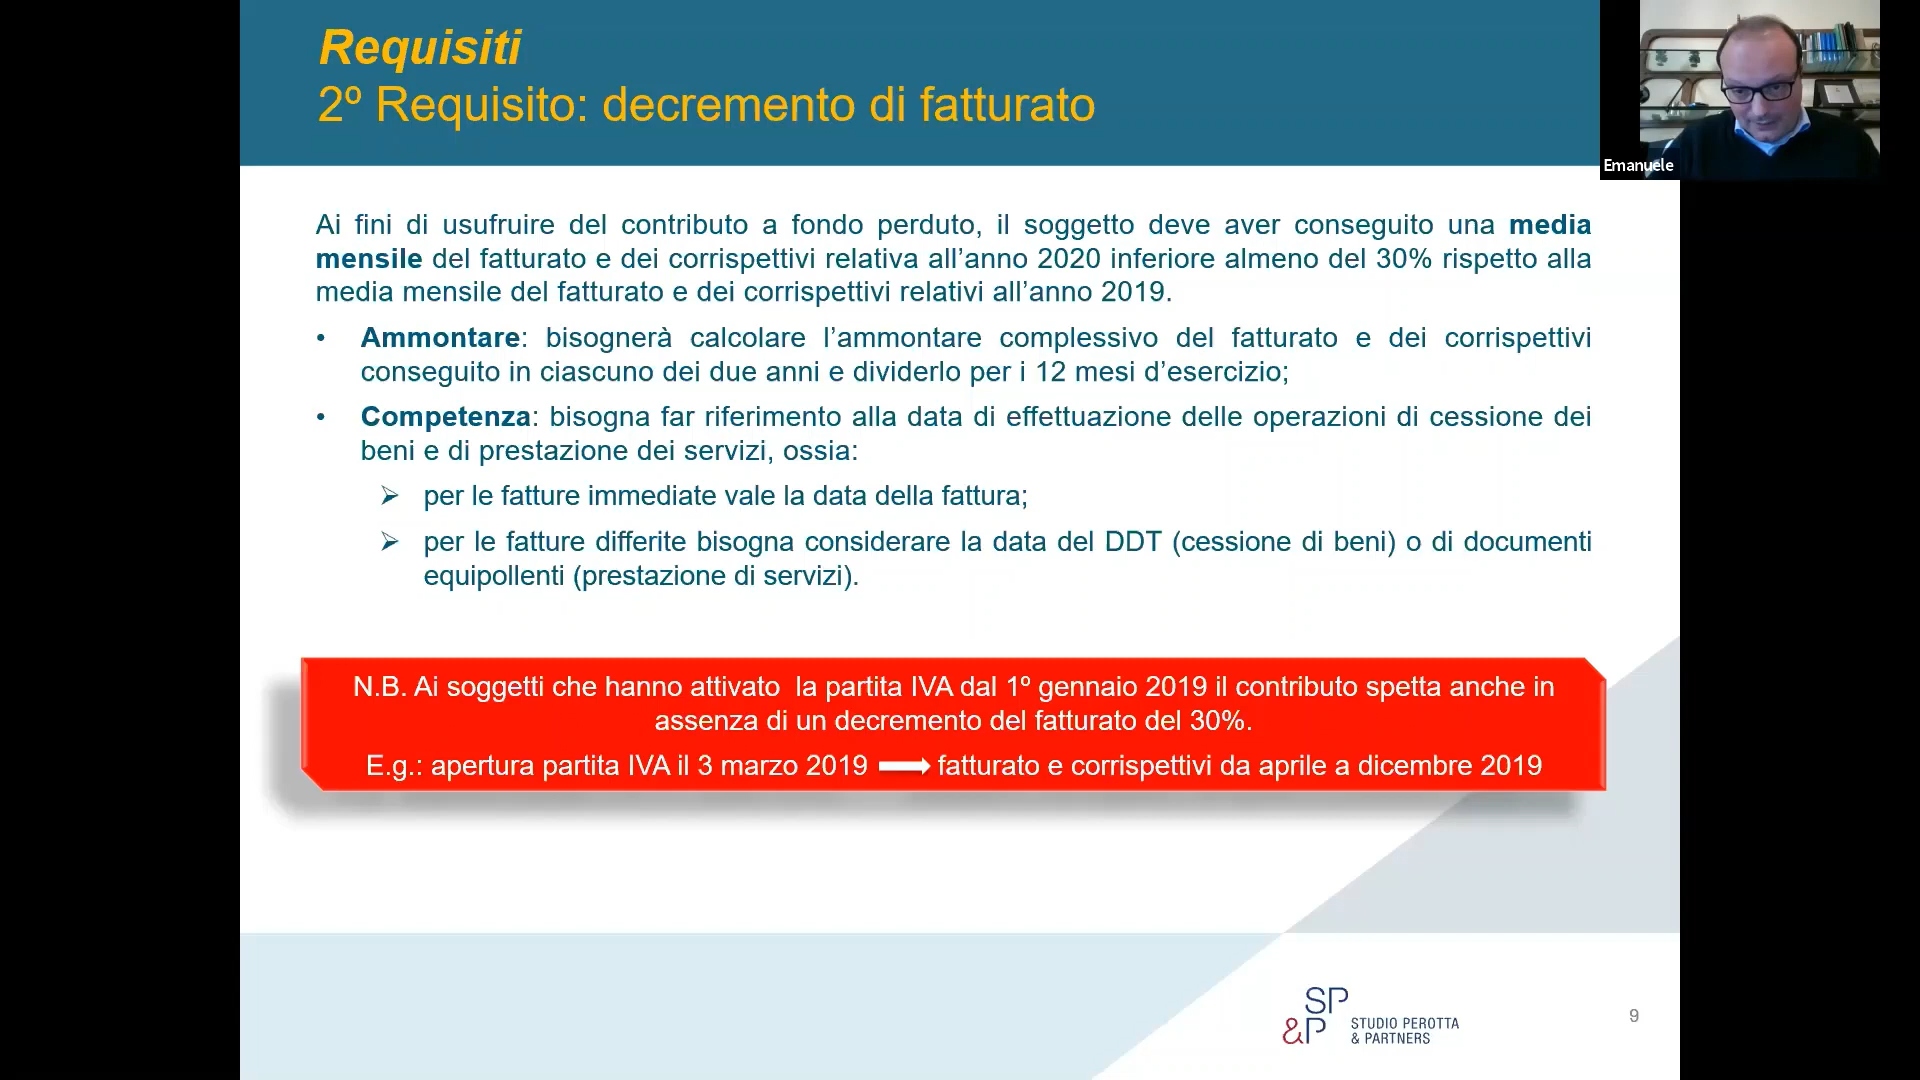 Requisiti
2º Requisito: decremento di fatturato
Emanuele
Ai fini di usufruire del contributo a fondo perduto, il soggetto deve aver conseguito una media
mensile del fatturato e dei corrispettivi relativa all’anno 2020 inferiore almeno del 30% rispetto alla
media mensile del fatturato e dei corrispettivi relativi all’anno 2019.
• Ammontare: bisognerà calcolare l’ammontare complessivo del fatturato e dei corrispettivi
conseguito in ciascuno dei due anni e dividerlo per i 12 mesi d’esercizio;
• Competenza: bisogna far riferimento alla data di effettuazione delle operazioni di cessione dei
beni e di prestazione dei servizi, ossia:
➢ per le fatture immediate vale la data della fattura;
➢ per le fatture differite bisogna considerare la data del DDT (cessione di beni) o di documenti
equipollenti (prestazione di servizi).
N.B. Ai soggetti che hanno attivato la partita IVA dal 1º gennaio 2019 il contributo spetta anche in
assenza di un decremento del fatturato del 30%.
E.g.: apertura partita IVA il 3 marzo 2019 → fatturato e corrispettivi da aprile a dicembre 2019
SP
&P
STUDIO PEROTTA
& PARTNERS
9